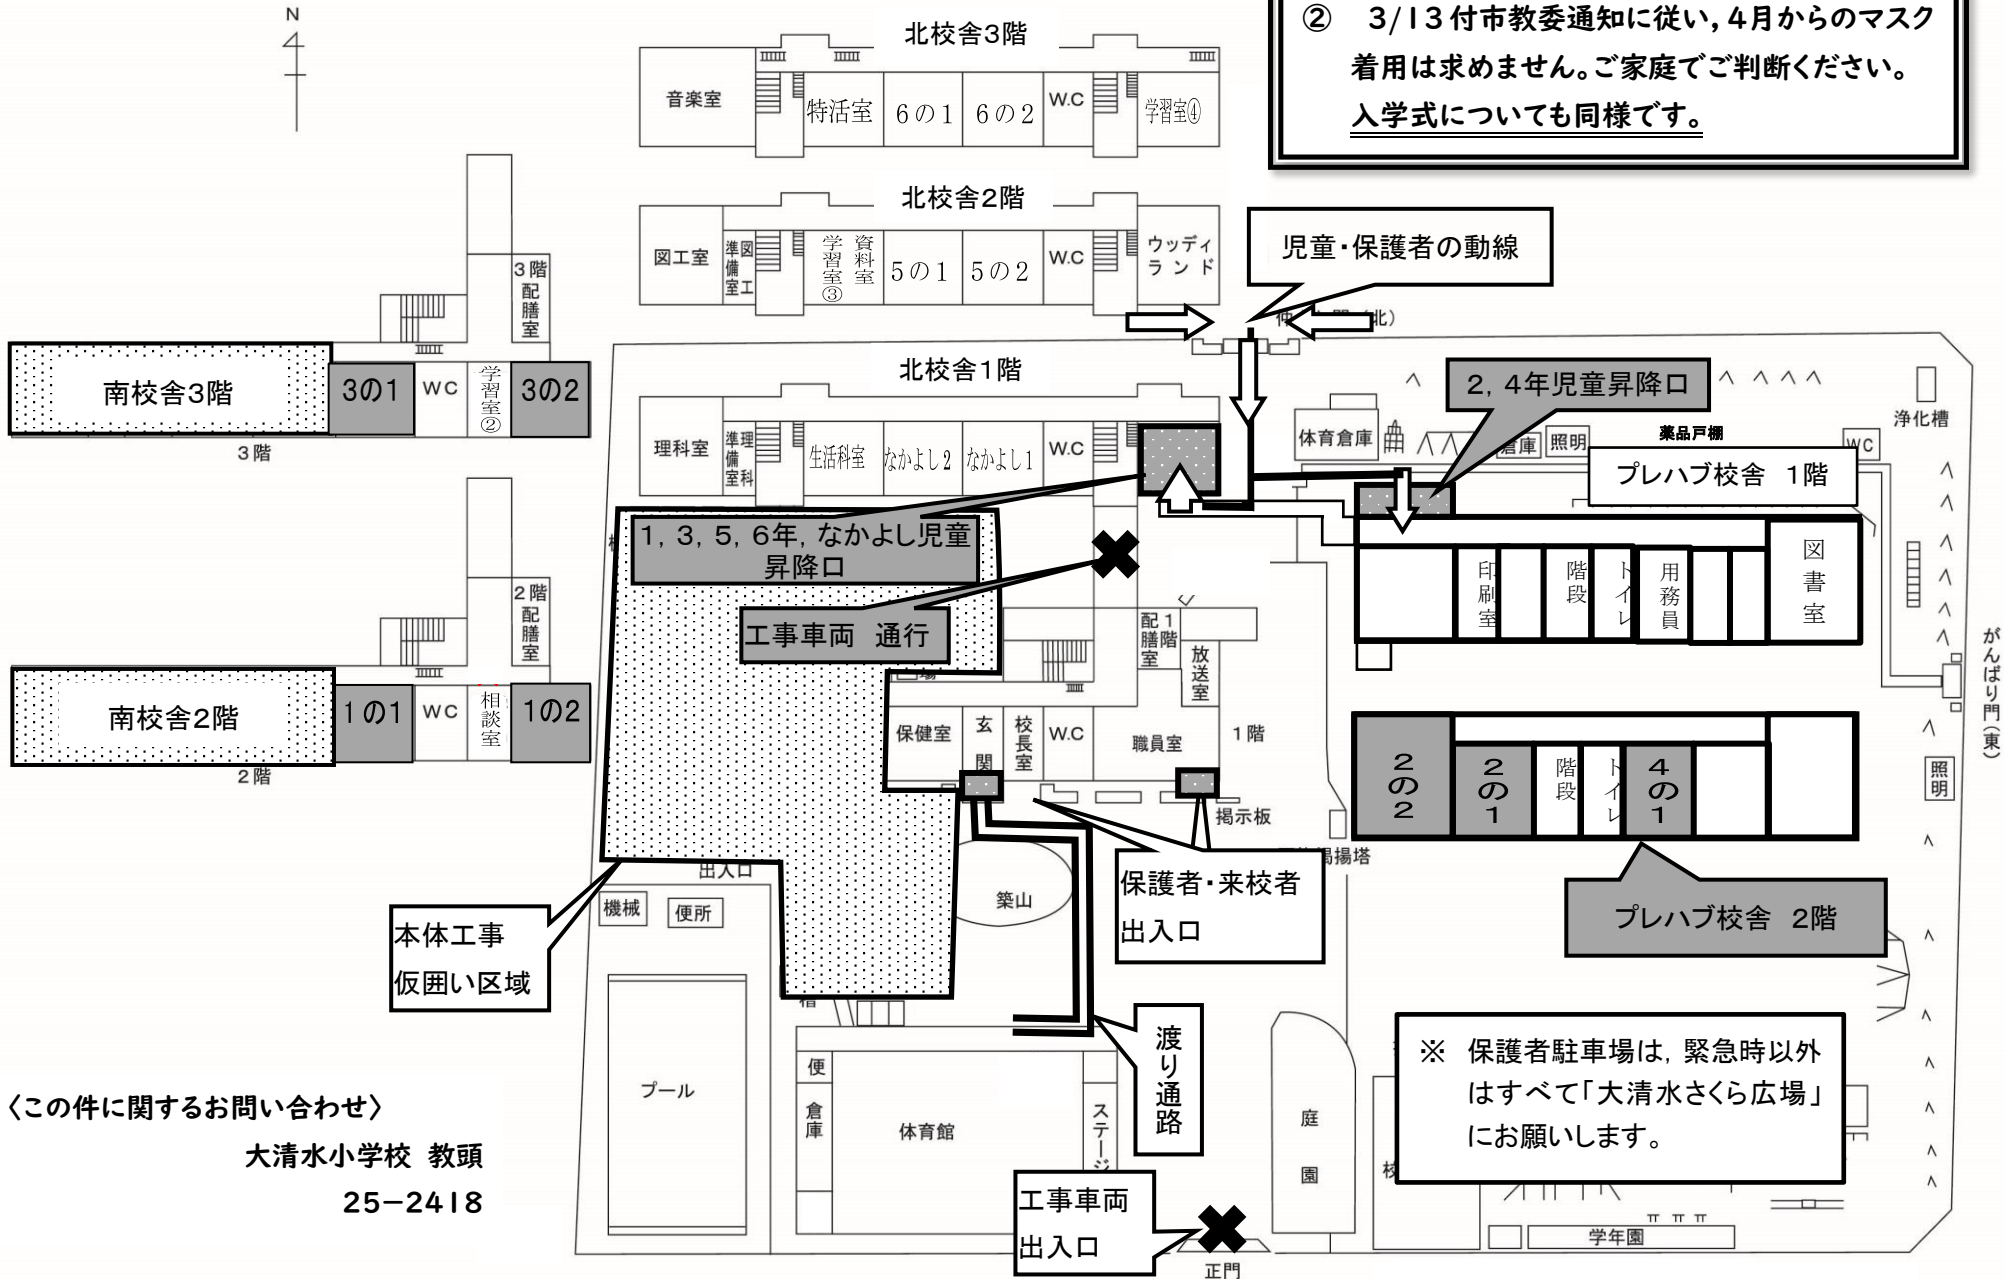 ② 3/13付市教委通知に従い,4月からのマスク
着用は求めません。ご家庭でご判断ください。
入学式についても同様です。
N
北校舎3階
音楽室
特活室
6の1
6の2
W.C
学習室④
北校舎2階
図工室
図工
準備室
資料室
学習室③
5の1
5の2
W.C
ウッディ
ランド
児童・保護者の動線
北)
3階
配膳室
南校舎3階
3の1
WC
学習室②
3の2
3階
北校舎1階
理科室
理科
準備室
生活科室
なかよし2
なかよし1
W.C
2,4年児童昇降口
体育倉庫
倉庫
照明
薬品戸棚
WC
浄化槽
プレハブ校舎 1階
1,3,5,6年,なかよし児童
昇降口
工事車両 通行
印刷室
階段
トイレ
用務員
図書室
2階
配膳室
南校舎2階
1の1
WC
相談室
1の2
2階
1階
配膳室
放送室
保健室
玄関
校長室
W.C
職員室
1階
がんばり門(東)
照明
2の2
2の1
階段
トイレ
4の1
プレハブ校舎 2階
掲示板
掲揚塔
保護者・来校者
出入口
出入口
機械
便所
築山
本体工事
仮囲い区域
渡り通路
プール
便
倉庫
体育館
ステージ
庭園
※ 保護者駐車場は,緊急時以外
はすべて「大清水さくら広場」
にお願いします。
〈この件に関するお問い合わせ〉
大清水小学校 教頭
25-2418
工事車両
出入口
正門
学年園